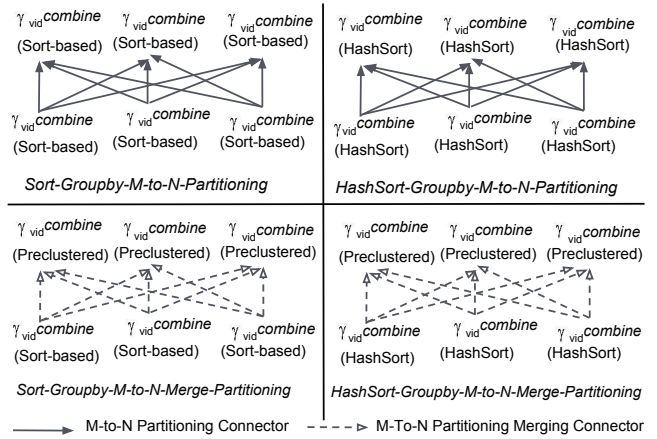 γ vid combine γ vid combine γ vid combine
(Sort-based) (Sort-based) (Sort-based)
γ vid combine γ vid combine γ vid combine
(Sort-based) (Sort-based) (Sort-based)
Sort-Groupby-M-to-N-Partitioning
γ vid combine γ vid combine γ vid combine
(HashSort) (HashSort) (HashSort)
γ vid combine γ vid combine γ vid combine
(HashSort) (HashSort) (HashSort)
HashSort-Groupby-M-to-N-Partitioning
γ vid combine γ vid combine γ vid combine
(Preclustered) (Preclustered) (Preclustered)
γ vid combine γ vid combine γ vid combine
(Sort-based) (Sort-based) (Sort-based)
Sort-Groupby-M-to-N-Merge-Partitioning
γ vid combine γ vid combine γ vid combine
(Preclustered) (Preclustered) (Preclustered)
γ vid combine γ vid combine γ vid combine
(HashSort) (HashSort) (HashSort)
HashSort-Groupby-M-to-N-Merge-Partitioning
M-to-N Partitioning Connector
M-To-N Partitioning Merging Connector